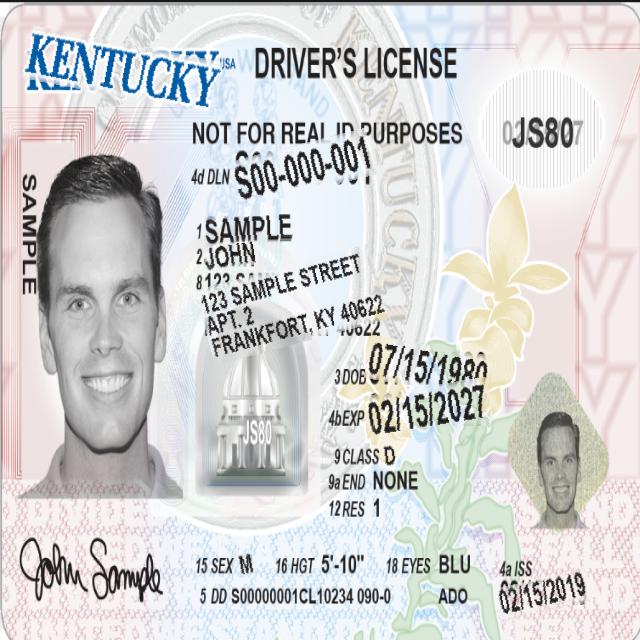 KENTUCKY USA DRIVER'S LICENSE
NOT FOR REAL ID PURPOSES
JS80
4d DLN S00-000-001
SAMPLE
1 SAMPLE
2 JOHN
8 123 SAMPLE STREET
APT. 2
FRANKFORT, KY 40622
3 DOB 07/15/1980
4b EXP 02/15/2027
JS80
9 CLASS D
9a END NONE
12 RES 1
John Sample
15 SEX M 16 HGT 5'-10" 18 EYES BLU
4a ISS
02/15/2019
5 DD S00000001CL10234 090-0 ADO